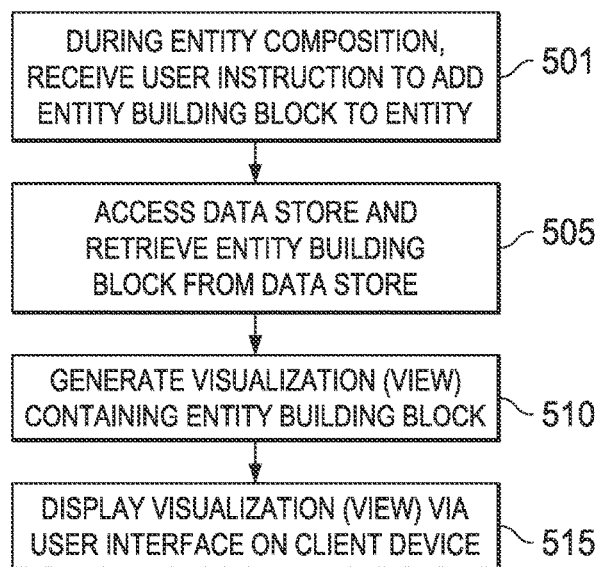 DURING ENTITY COMPOSITION,
RECEIVE USER INSTRUCTION TO ADD
ENTITY BUILDING BLOCK TO ENTITY
501
ACCESS DATA STORE AND
RETRIEVE ENTITY BUILDING
BLOCK FROM DATA STORE
505
GENERATE VISUALIZATION (VIEW)
CONTAINING ENTITY BUILDING BLOCK
510
DISPLAY VISUALIZATION (VIEW) VIA
USER INTERFACE ON CLIENT DEVICE
515